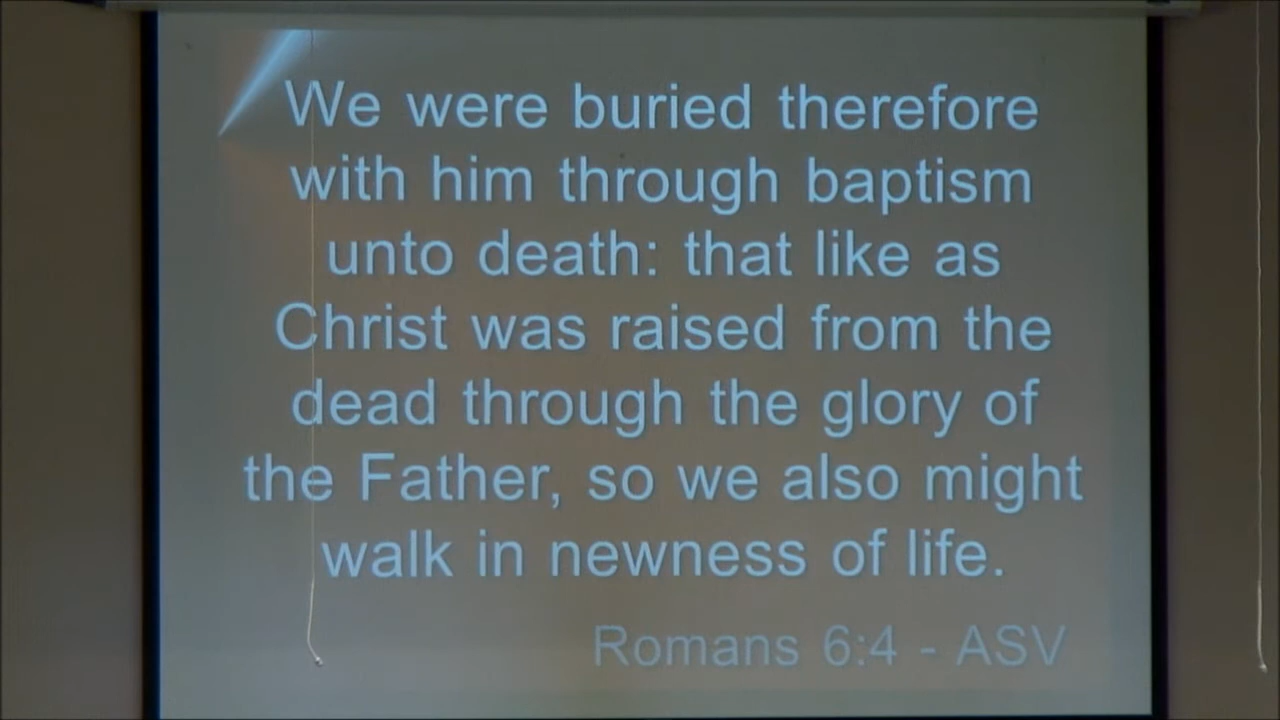 We were buried therefore
with him through baptism
unto death: that like as
Christ was raised from the
dead through the glory of
the Father, so we also might
walk in newness of life.
Romans 6:4 - ASV